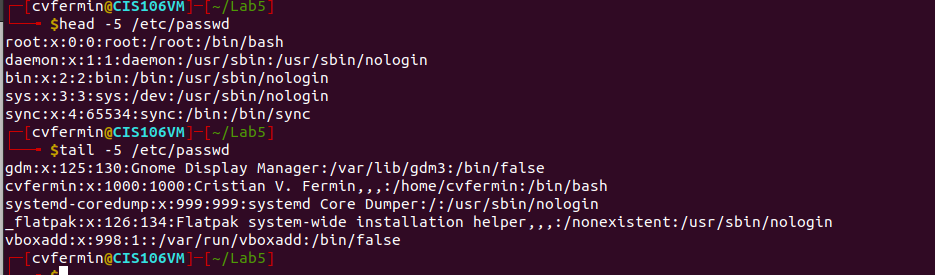 [cvfermin@CIS106VM]-[~/Lab5]
$head -5 /etc/passwd
root:x:0:0:root:/root:/bin/bash
daemon:x:1:1:daemon:/usr/sbin:/usr/sbin/nologin
bin:x:2:2:bin:/bin:/usr/sbin/nologin
sys:x:3:3:sys:/dev:/usr/sbin/nologin
sync:x:4:65534:sync:/bin:/bin/sync
[cvfermin@CIS106VM]-[~/Lab5]
$tail -5 /etc/passwd
gdm:x:125:130:Gnome Display Manager:/var/lib/gdm3:/bin/false
cvfermin:x:1000:1000:Cristian V. Fermin,,,:/home/cvfermin:/bin/bash
systemd-coredump:x:999:999:systemd Core Dumper:/:/usr/sbin/nologin
_flatpak:x:126:134:Flatpak system-wide installation helper,,,:/nonexistent:/usr/sbin/nologin
vboxadd:x:998:1::/var/run/vboxadd:/bin/false
[cvfermin@CIS106VM]-[~/Lab5]
$